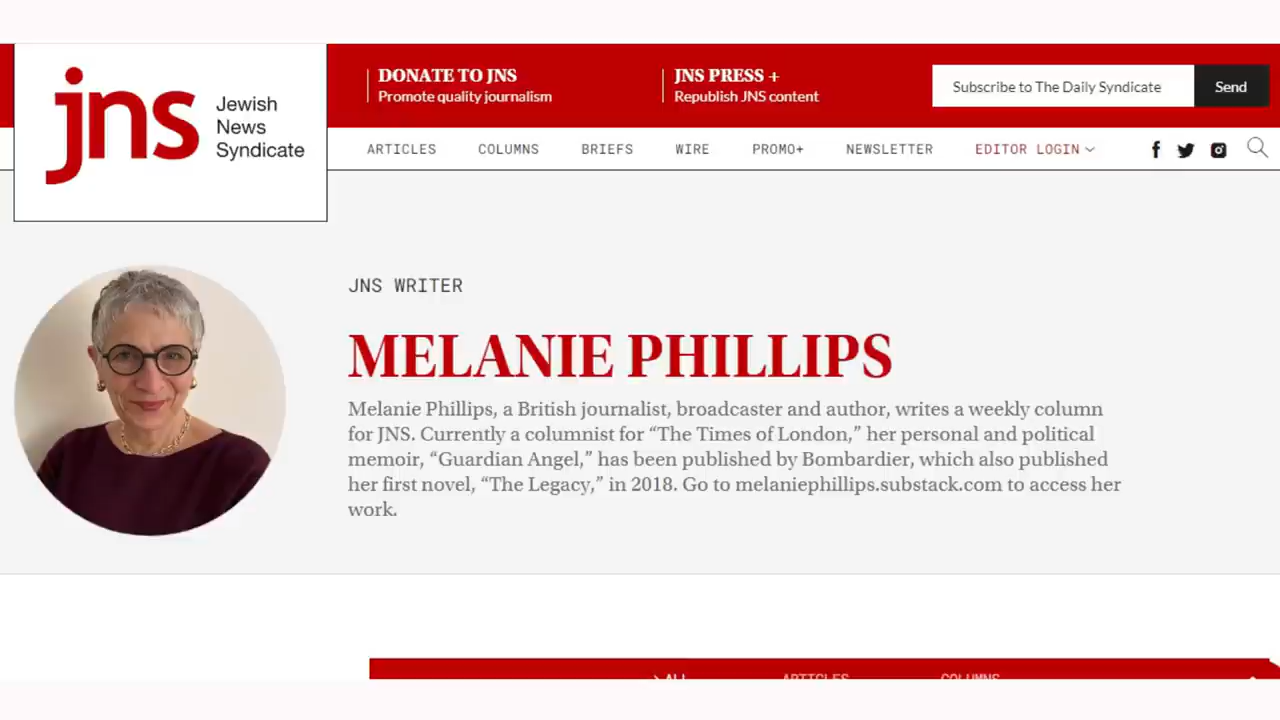 jns
Jewish
News
Syndicate
DONATE TO JNS
Promote quality journalism
JNS PRESS +
Republish JNS content
Subscribe to The Daily Syndicate
Send
ARTICLES
COLUMNS
BRIEFS
WIRE
PROMO+
NEWSLETTER
EDITOR LOGIN
JNS WRITER
MELANIE PHILLIPS
Melanie Phillips, a British journalist, broadcaster and author, writes a weekly column
for JNS. Currently a columnist for “The Times of London,” her personal and political
memoir, “Guardian Angel,” has been published by Bombardier, which also published
her first novel, “The Legacy,” in 2018. Go to melaniephillips.substack.com to access her
work.
ALL
ARTICLES
COLUMNS